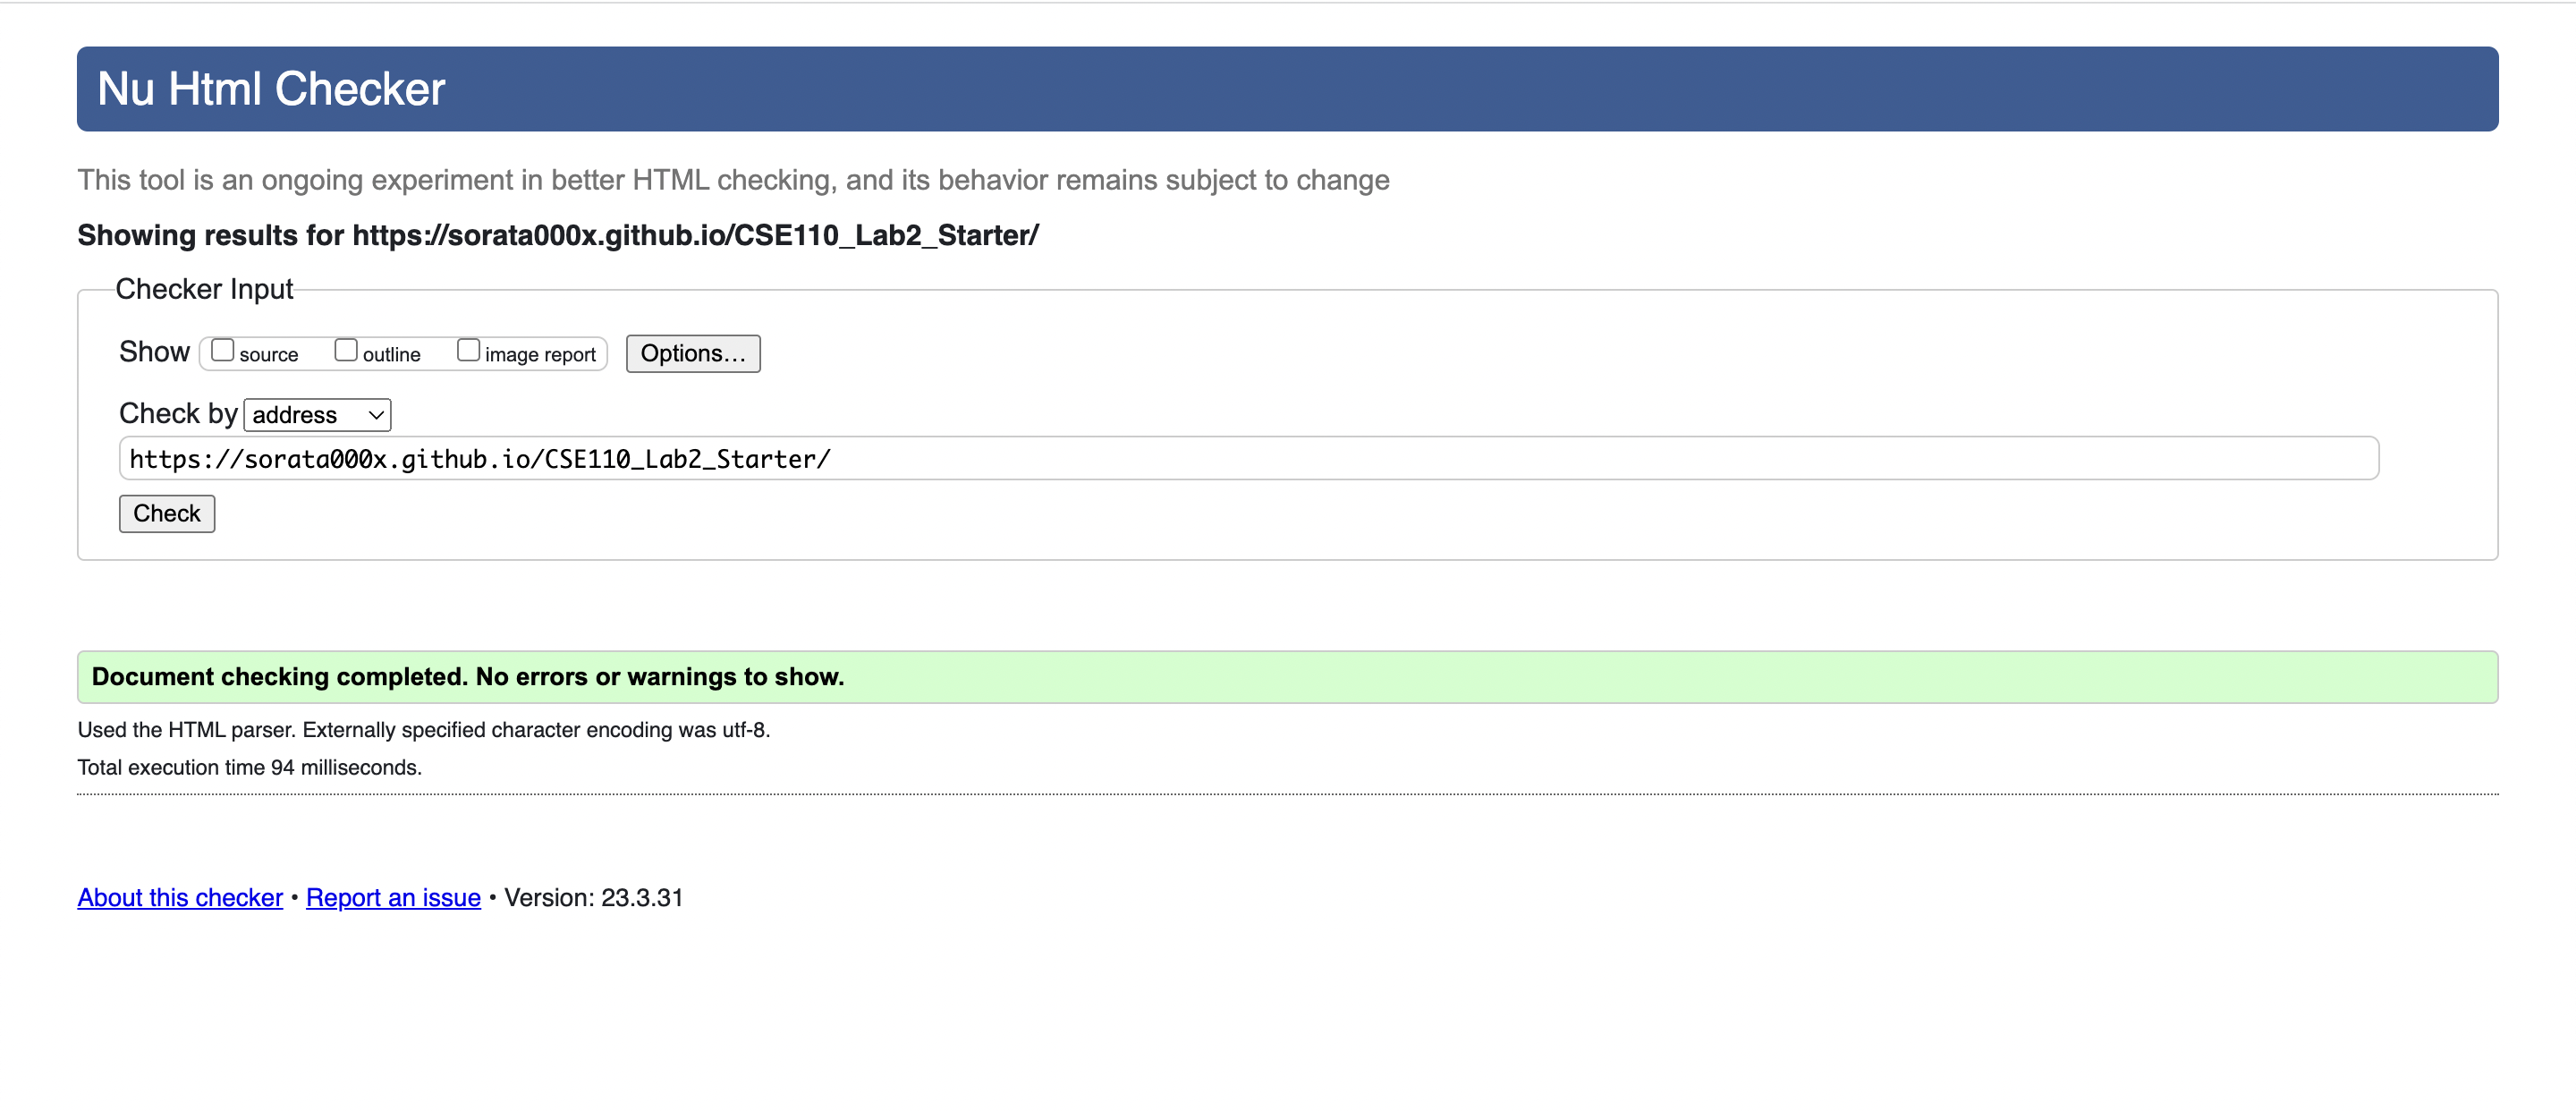 Nu Html Checker
This tool is an ongoing experiment in better HTML checking, and its behavior remains subject to change
Showing results for https://sorata000x.github.io/CSE110_Lab2_Starter/
Checker Input
Show source outline image report Options...
Check by address
https://sorata000x.github.io/CSE110_Lab2_Starter/
Check
Document checking completed. No errors or warnings to show.
Used the HTML parser. Externally specified character encoding was utf-8.
Total execution time 94 milliseconds.
About this checker • Report an issue • Version: 23.3.31